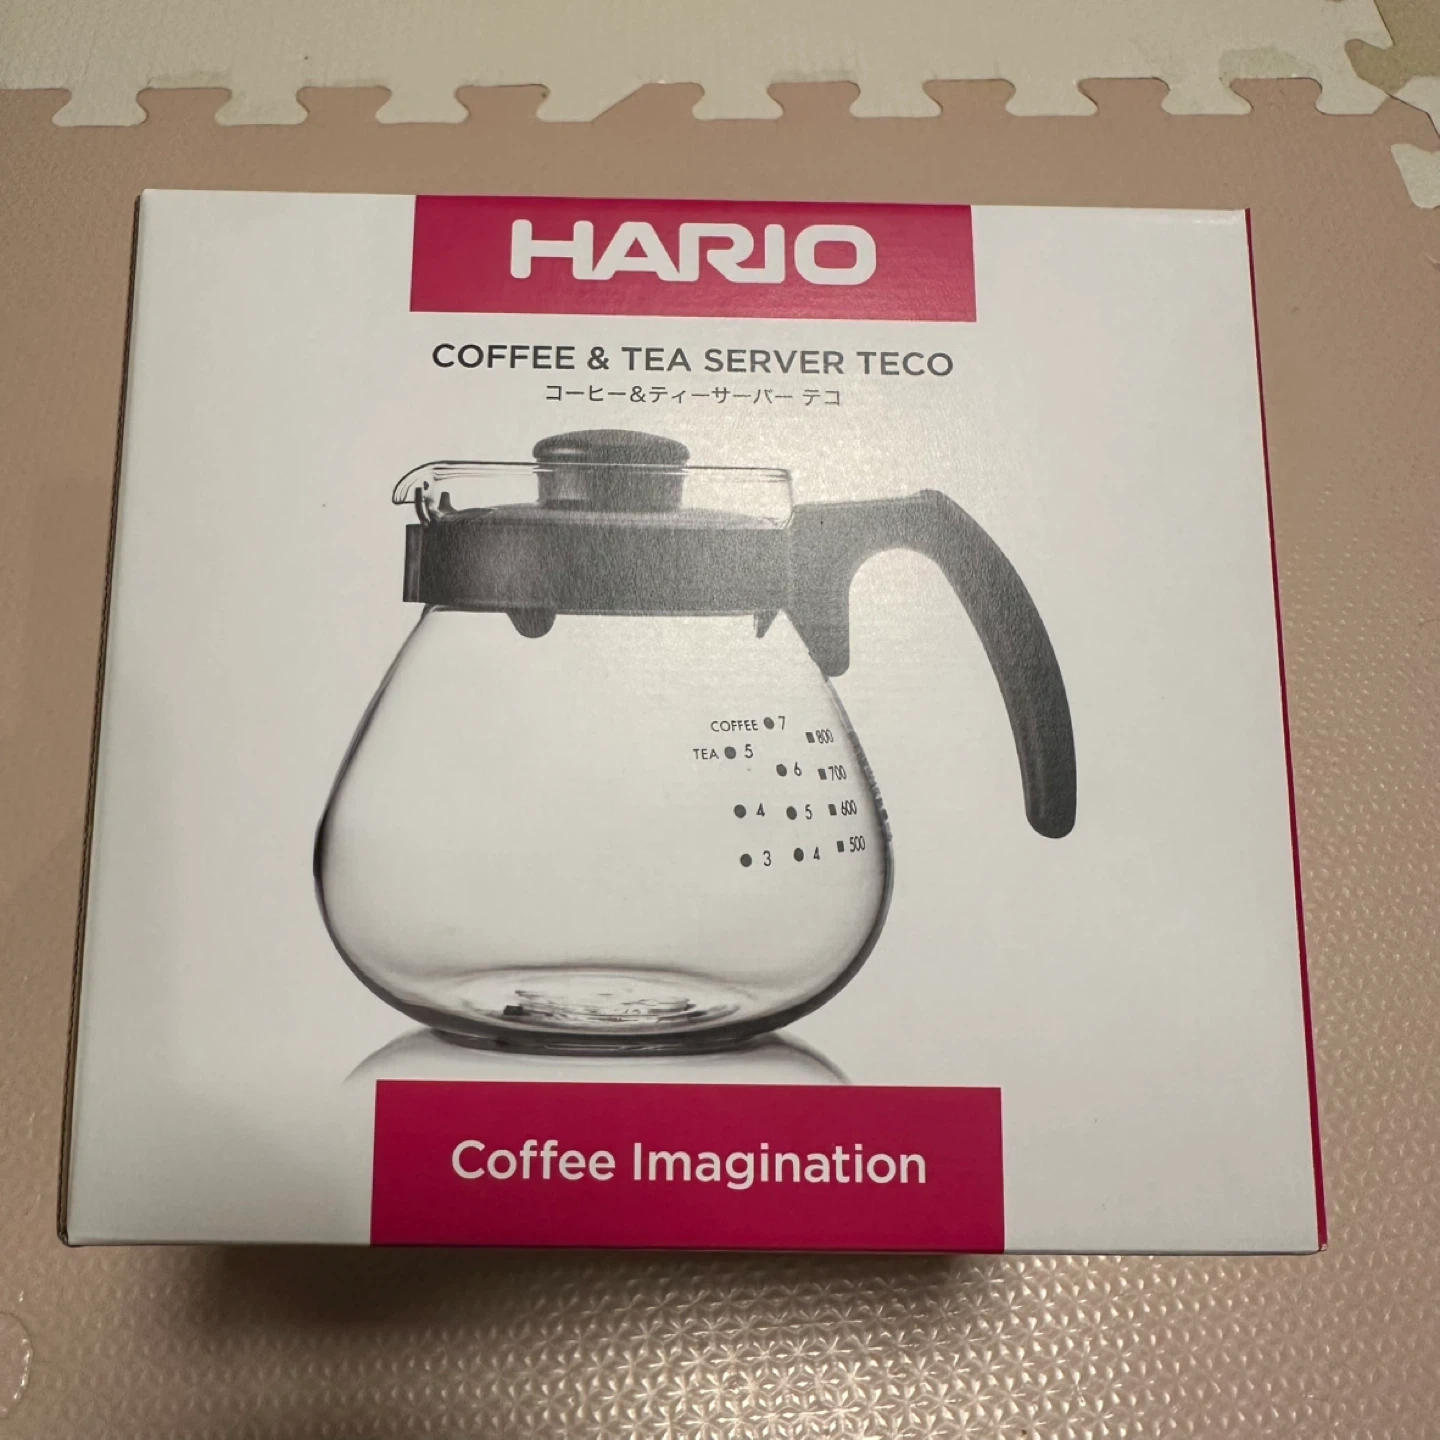 HARIO
COFFEE & TEA SERVER TECO
コーヒー&ティーサーバー テコ
COFFEE ● 7 ■ 800
TEA ● 5
● 6 ■ 700
● 4 ● 5 ■ 600
● 3 ● 4 ■ 500
Coffee Imagination